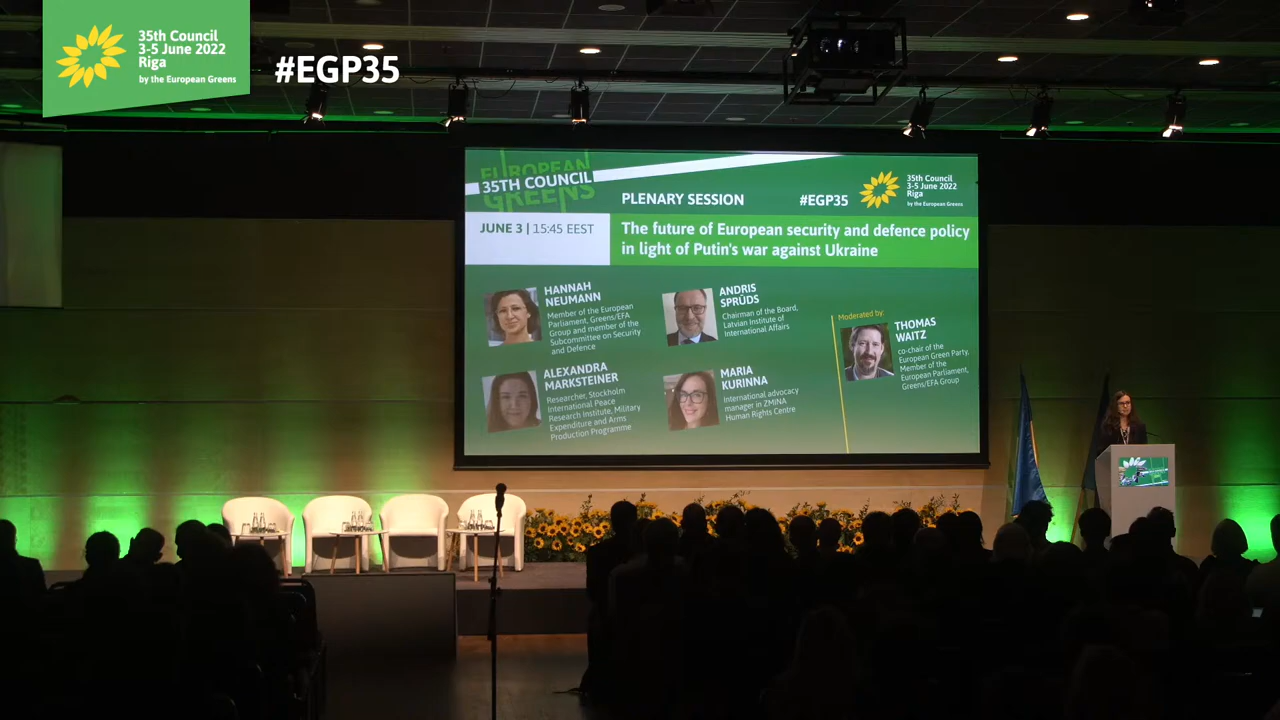 35th Council
3-5 June 2022
Riga
by the European Greens
#EGP35
EUROPEAN
35TH COUNCIL
GREENS
PLENARY SESSION
#EGP35
35th Council
3-5 June 2022
Riga
by the European Greens
JUNE 3 | 15:45 EEST
The future of European security and defence policy
in light of Putin's war against Ukraine
HANNAH
NEUMANN
Member of the European
Parliament, Greens/EFA
Group and member of the
Subcommittee on Security
and Defence
ANDRIS
SPRŪDS
Chairman of the Board,
Latvian Institute of
International Affairs
ALEXANDRA
MARKSTEINER
Researcher, Stockholm
International Peace
Research Institute, Military
Expenditure and Arms
Production Programme
MARIA
KURINNA
International advocacy
manager in ZMINA
Human Rights Centre
Moderated by:
THOMAS
WAITZ
co-chair of the
European Green Party,
Member of the
European Parliament,
Greens/EFA Group